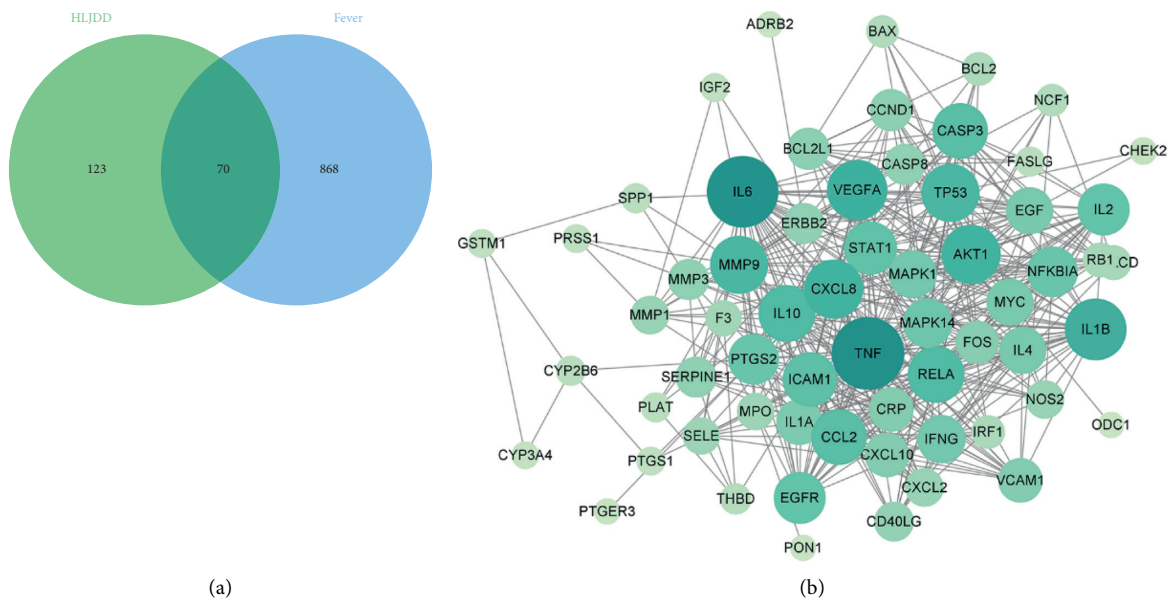 HLJDD
Fever
123
70
868
(a)
ADRB2
BAX
BCL2
IGF2
NCF1
CCND1
CASP3
CHEK2
BCL2L1
CASP8
FASLG
IL6
VEGFA
TP53
SPP1
ERBB2
EGF
IL2
GSTM1
PRSS1
STAT1
AKT1
RB1
.CD
MMP9
NFKBIA
MMP3
CXCL8
MAPK1
MYC
MMP1
F3
IL10
MAPK14
IL1B
TNF
FOS
IL4
PTGS2
CYP2B6
SERPINE1
ICAM1
RELA
NOS2
PLAT
MPO
IL1A
CRP
ODC1
SELE
CCL2
IFNG
IRF1
CYP3A4
PTGS1
CXCL10
VCAM1
THBD
EGFR
CXCL2
PTGER3
CD40LG
PON1
(b)